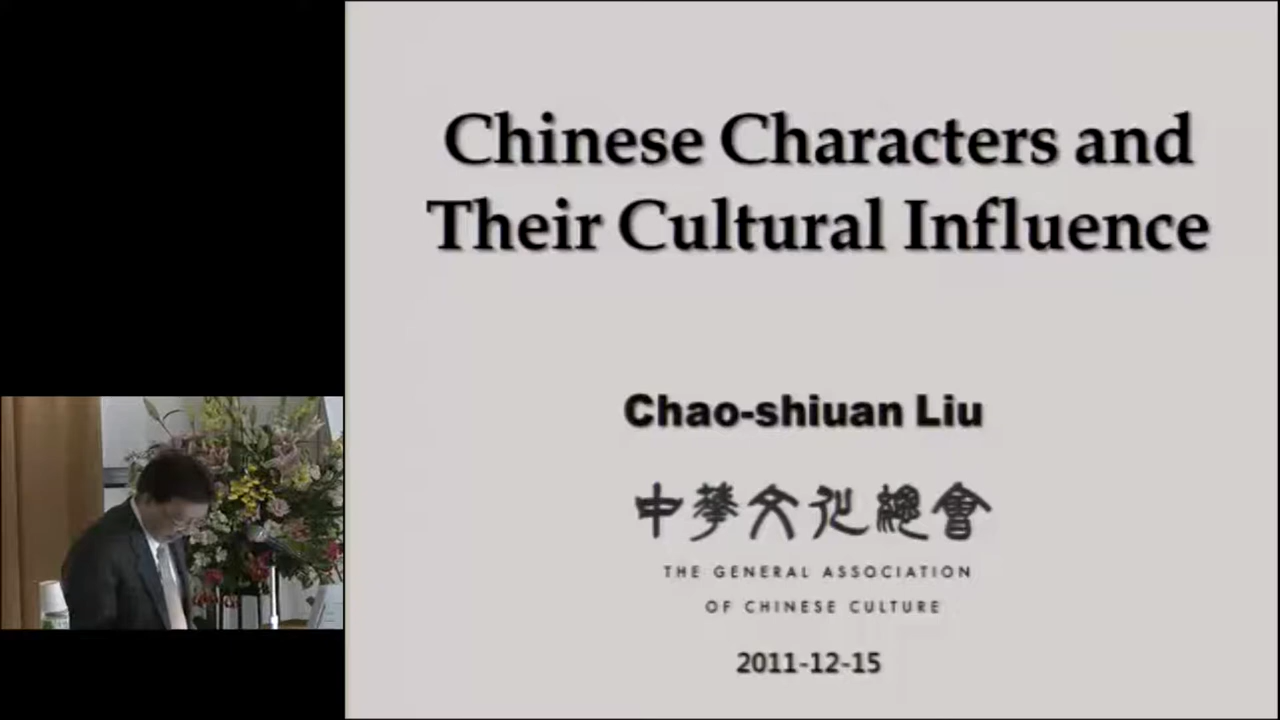 Chinese Characters and
Their Cultural Influence
Chao-shiuan Liu
中華文化總會
THE GENERAL ASSOCIATION
OF CHINESE CULTURE
2011-12-15